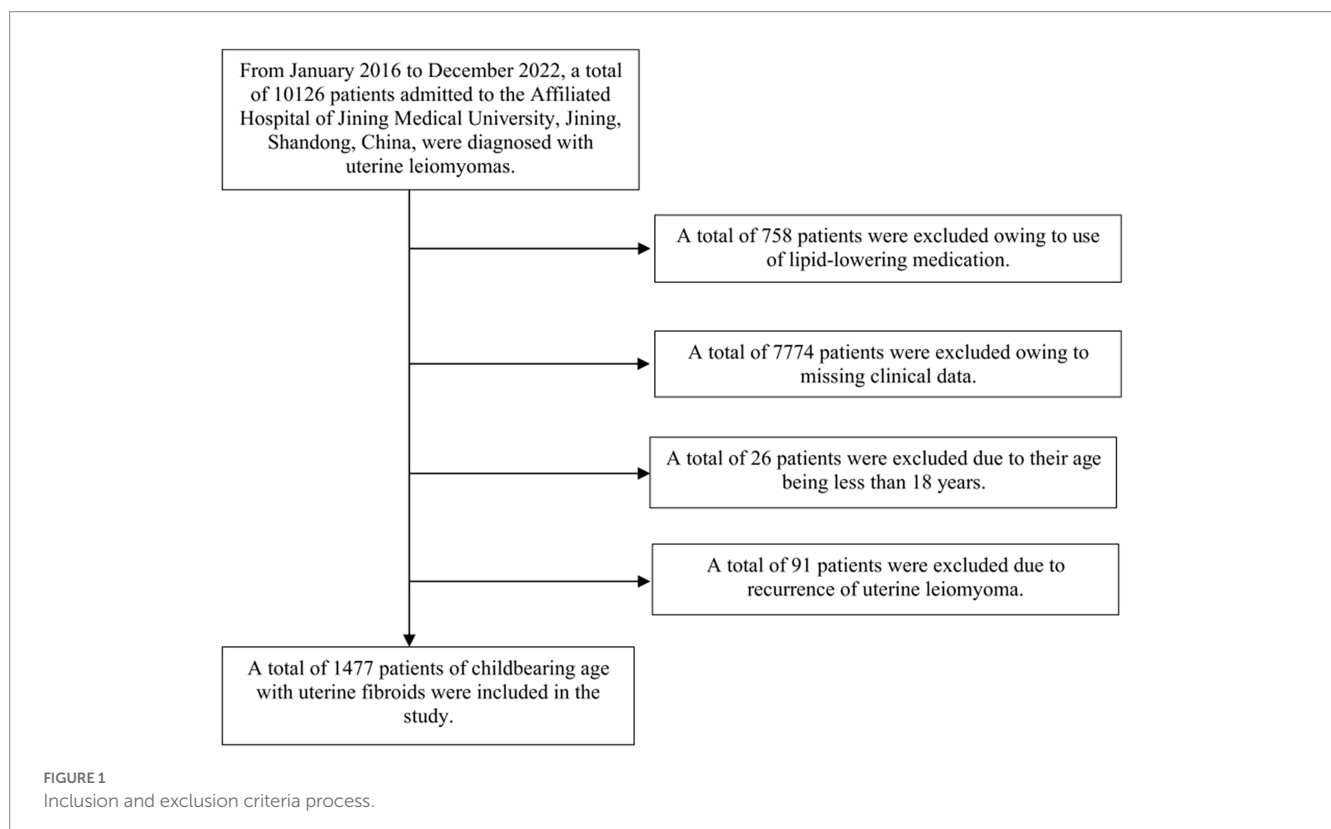 From January 2016 to December 2022, a total
of 10126 patients admitted to the Affiliated
Hospital of Jining Medical University, Jining,
Shandong, China, were diagnosed with
uterine leiomyomas.
A total of 758 patients were excluded owing to use
of lipid-lowering medication.
A total of 7774 patients were excluded owing to
missing clinical data.
A total of 26 patients were excluded due to their age
being less than 18 years.
A total of 91 patients were excluded due to
recurrence of uterine leiomyoma.
A total of 1477 patients of childbearing age
with uterine fibroids were included in the
study.
FIGURE 1
Inclusion and exclusion criteria process.